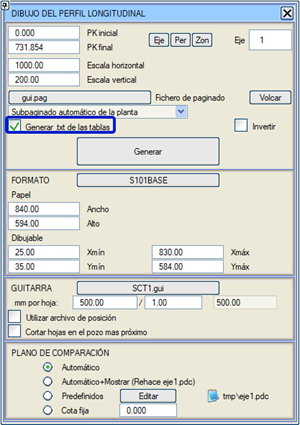 DIBUJO DEL PERFIL LONGITUDINAL
0.000 PK inicial Eje Per Zon Eje 1
731.854 PK final
1000.00 Escala horizontal
200.00 Escala vertical
gui.pag Fichero de paginado Volcar
Subpaginado automático de la planta
Generar .txt de las tablas Invertir
Generar
FORMATO S101BASE
Papel
840.00 Ancho
594.00 Alto
Dibujable
25.00 Xmín 830.00 Xmáx
35.00 Ymín 584.00 Ymáx
GUITARRA SCT1.gui
mm por hoja: 500.00 / 1.00 500.00
Utilizar archivo de posición
Cortar hojas en el pozo mas próximo
PLANO DE COMPARACIÓN
Automático
Automático+Mostrar (Rehace eje1.pdc)
Predefinidos Editar tmp\eje1.pdc
Cota fija 0.000